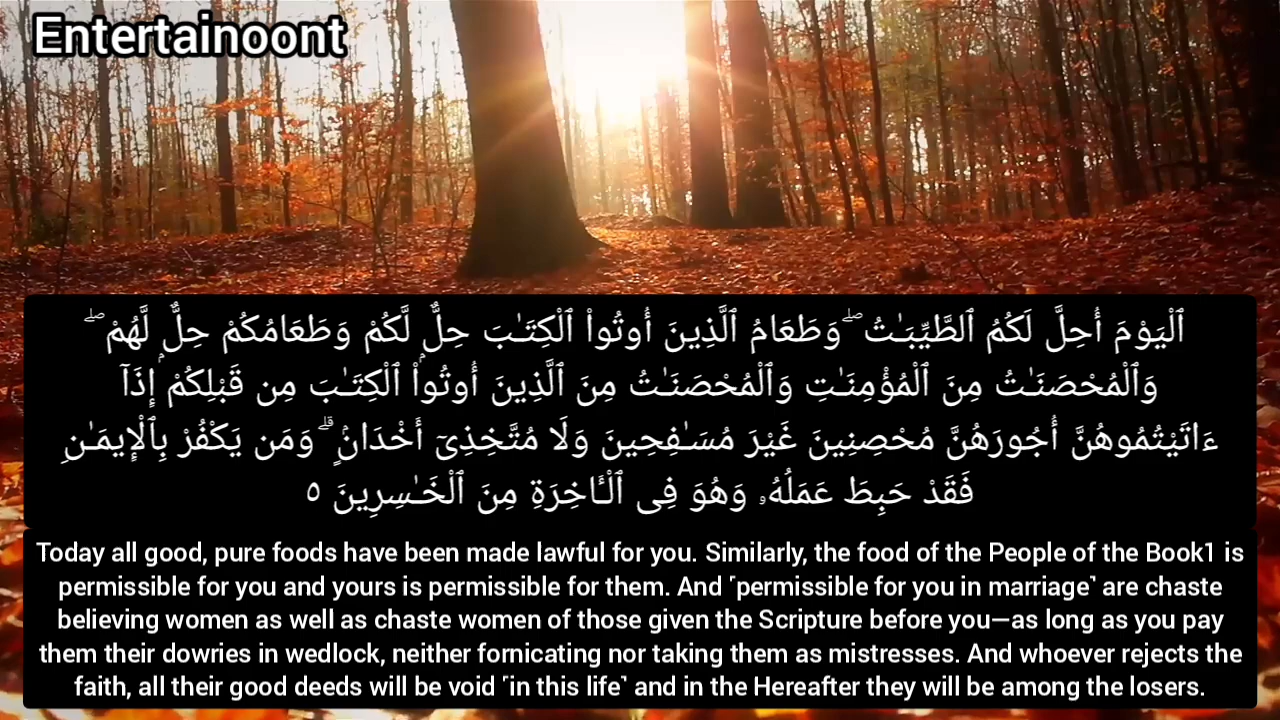 Entertainoont
ٱلْيَوْمَ أُحِلَّ لَكُمُ ٱلطَّيِّبَـٰتُ ۖ وَطَعَامُ ٱلَّذِينَ أُوتُوا۟ ٱلْكِتَـٰبَ حِلٌّۭ لَّكُمْ وَطَعَامُكُمْ حِلٌّۭ لَّهُمْ ۖ
وَٱلْمُحْصَنَـٰتُ مِنَ ٱلْمُؤْمِنَـٰتِ وَٱلْمُحْصَنَـٰتُ مِنَ ٱلَّذِينَ أُوتُوا۟ ٱلْكِتَـٰبَ مِن قَبْلِكُمْ إِذَآ
ءَاتَيْتُمُوهُنَّ أُجُورَهُنَّ مُحْصِنِينَ غَيْرَ مُسَـٰفِحِينَ وَلَا مُتَّخِذِىٓ أَخْدَانٍۢ ۗ وَمَن يَكْفُرْ بِٱلْإِيمَـٰنِ
فَقَدْ حَبِطَ عَمَلُهُۥ وَهُوَ فِى ٱلْـَٔاخِرَةِ مِنَ ٱلْخَـٰسِرِينَ ٥
Today all good, pure foods have been made lawful for you. Similarly, the food of the People of the Book1 is
permissible for you and yours is permissible for them. And ˹permissible for you in marriage˺ are chaste
believing women as well as chaste women of those given the Scripture before you—as long as you pay
them their dowries in wedlock, neither fornicating nor taking them as mistresses. And whoever rejects the
faith, all their good deeds will be void ˹in this life˺ and in the Hereafter they will be among the losers.